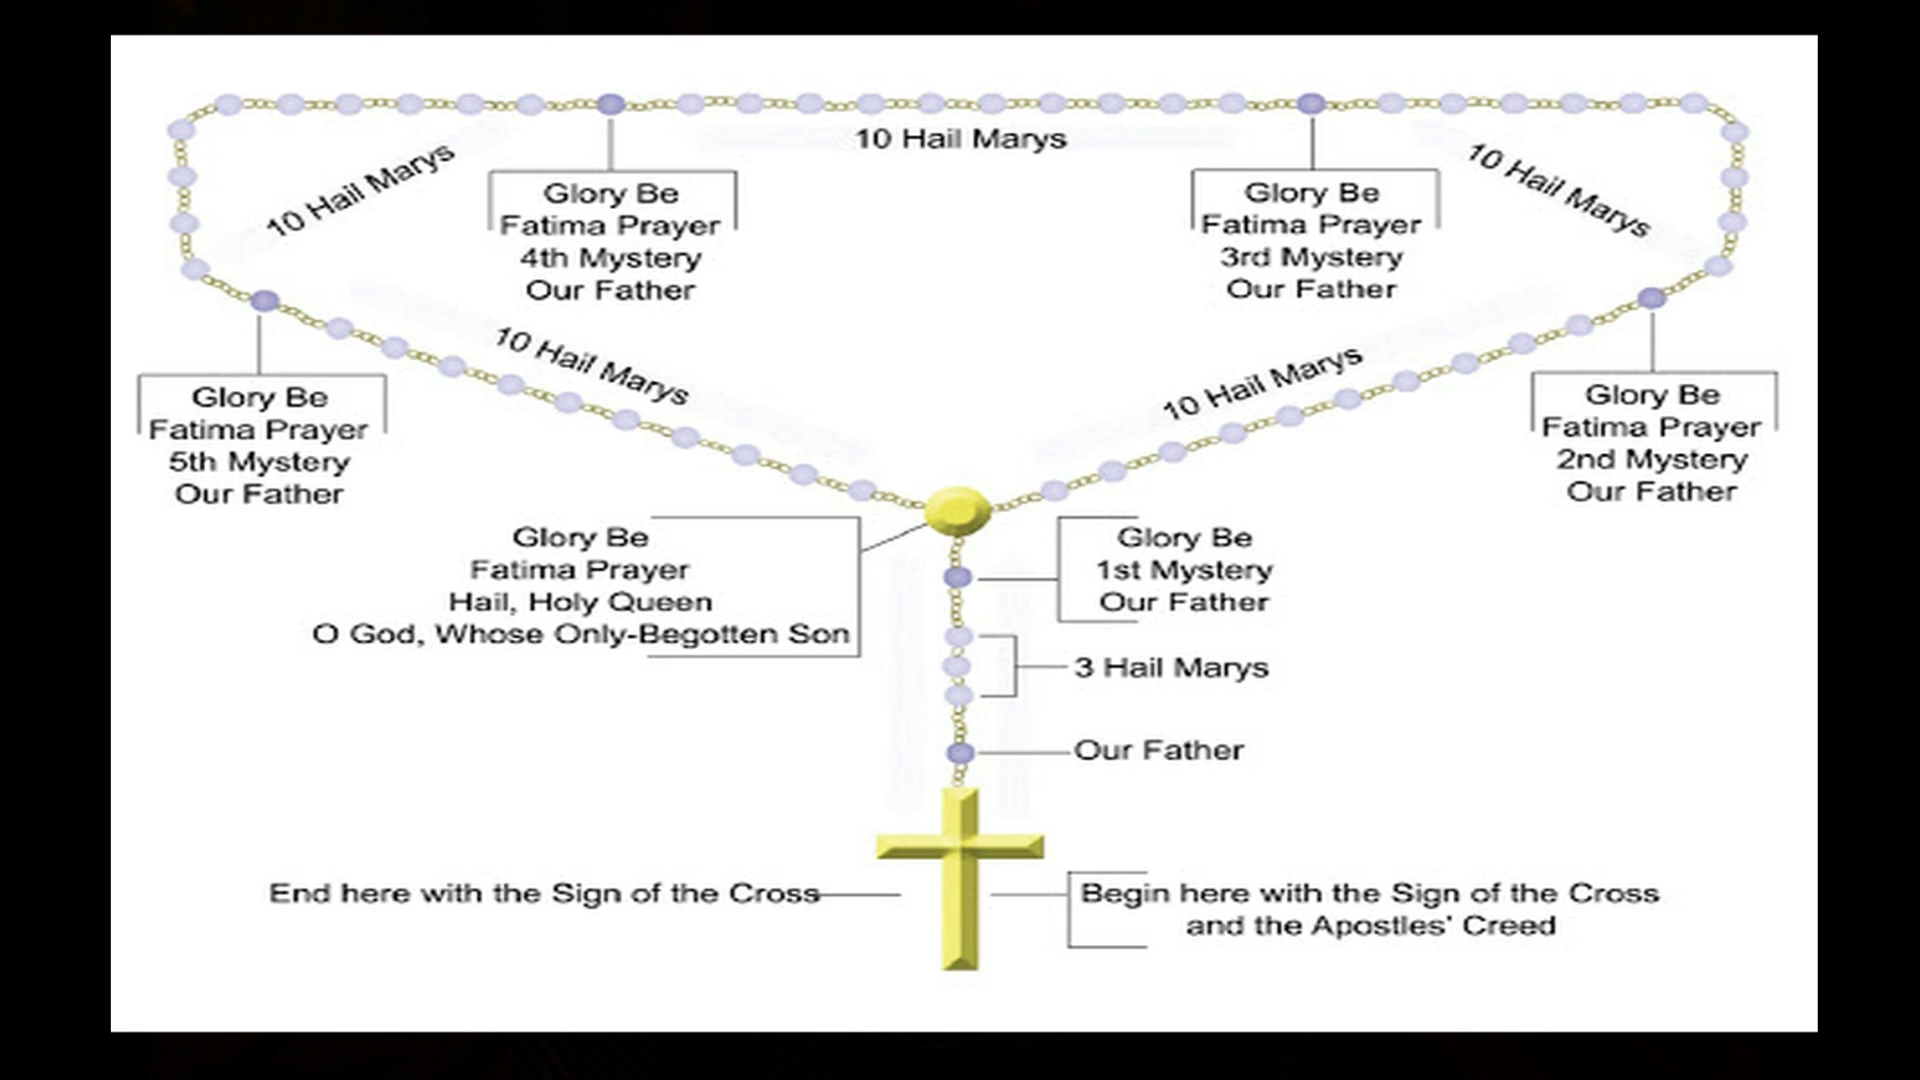 10 Hail Marys
10 Hail Marys
10 Hail Marys
Glory Be
Fatima Prayer
4th Mystery
Our Father
Glory Be
Fatima Prayer
3rd Mystery
Our Father
10 Hail Marys
10 Hail Marys
Glory Be
Fatima Prayer
5th Mystery
Our Father
Glory Be
Fatima Prayer
2nd Mystery
Our Father
Glory Be
Fatima Prayer
Hail, Holy Queen
O God, Whose Only-Begotten Son
Glory Be
1st Mystery
Our Father
3 Hail Marys
Our Father
End here with the Sign of the Cross
Begin here with the Sign of the Cross
and the Apostles' Creed